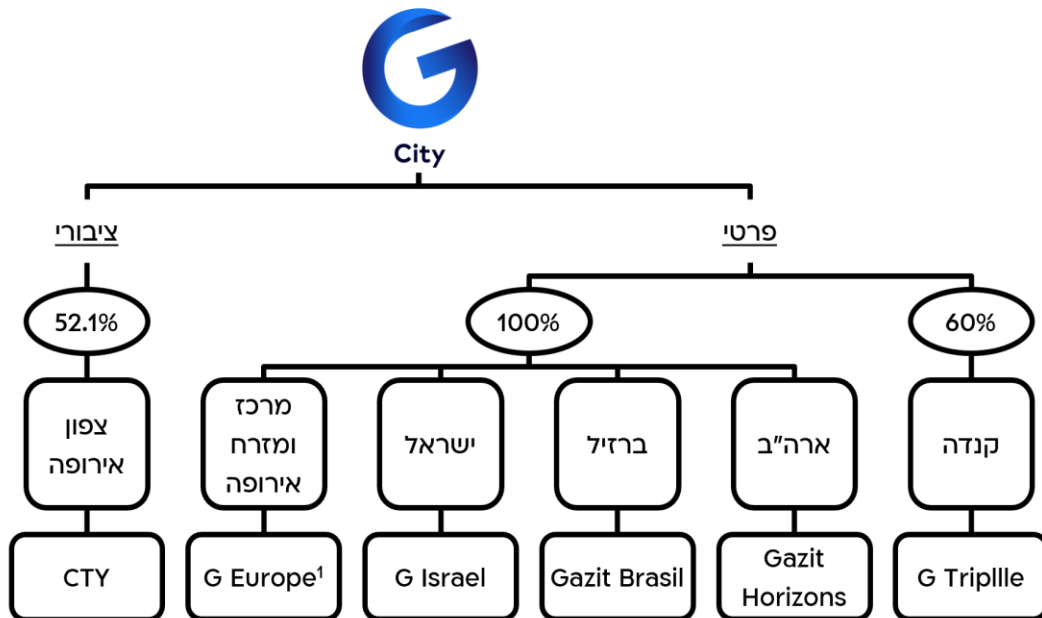 City
ציבורי
פרטי
52.1%
100%
60%
צפון
אירופה
מרכז
ומזרח
אירופה
ישראל
ברזיל
ארה"ב
קנדה
CTY
G Europe¹
G Israel
Gazit Brasil
Gazit
Horizons
G Tripllle